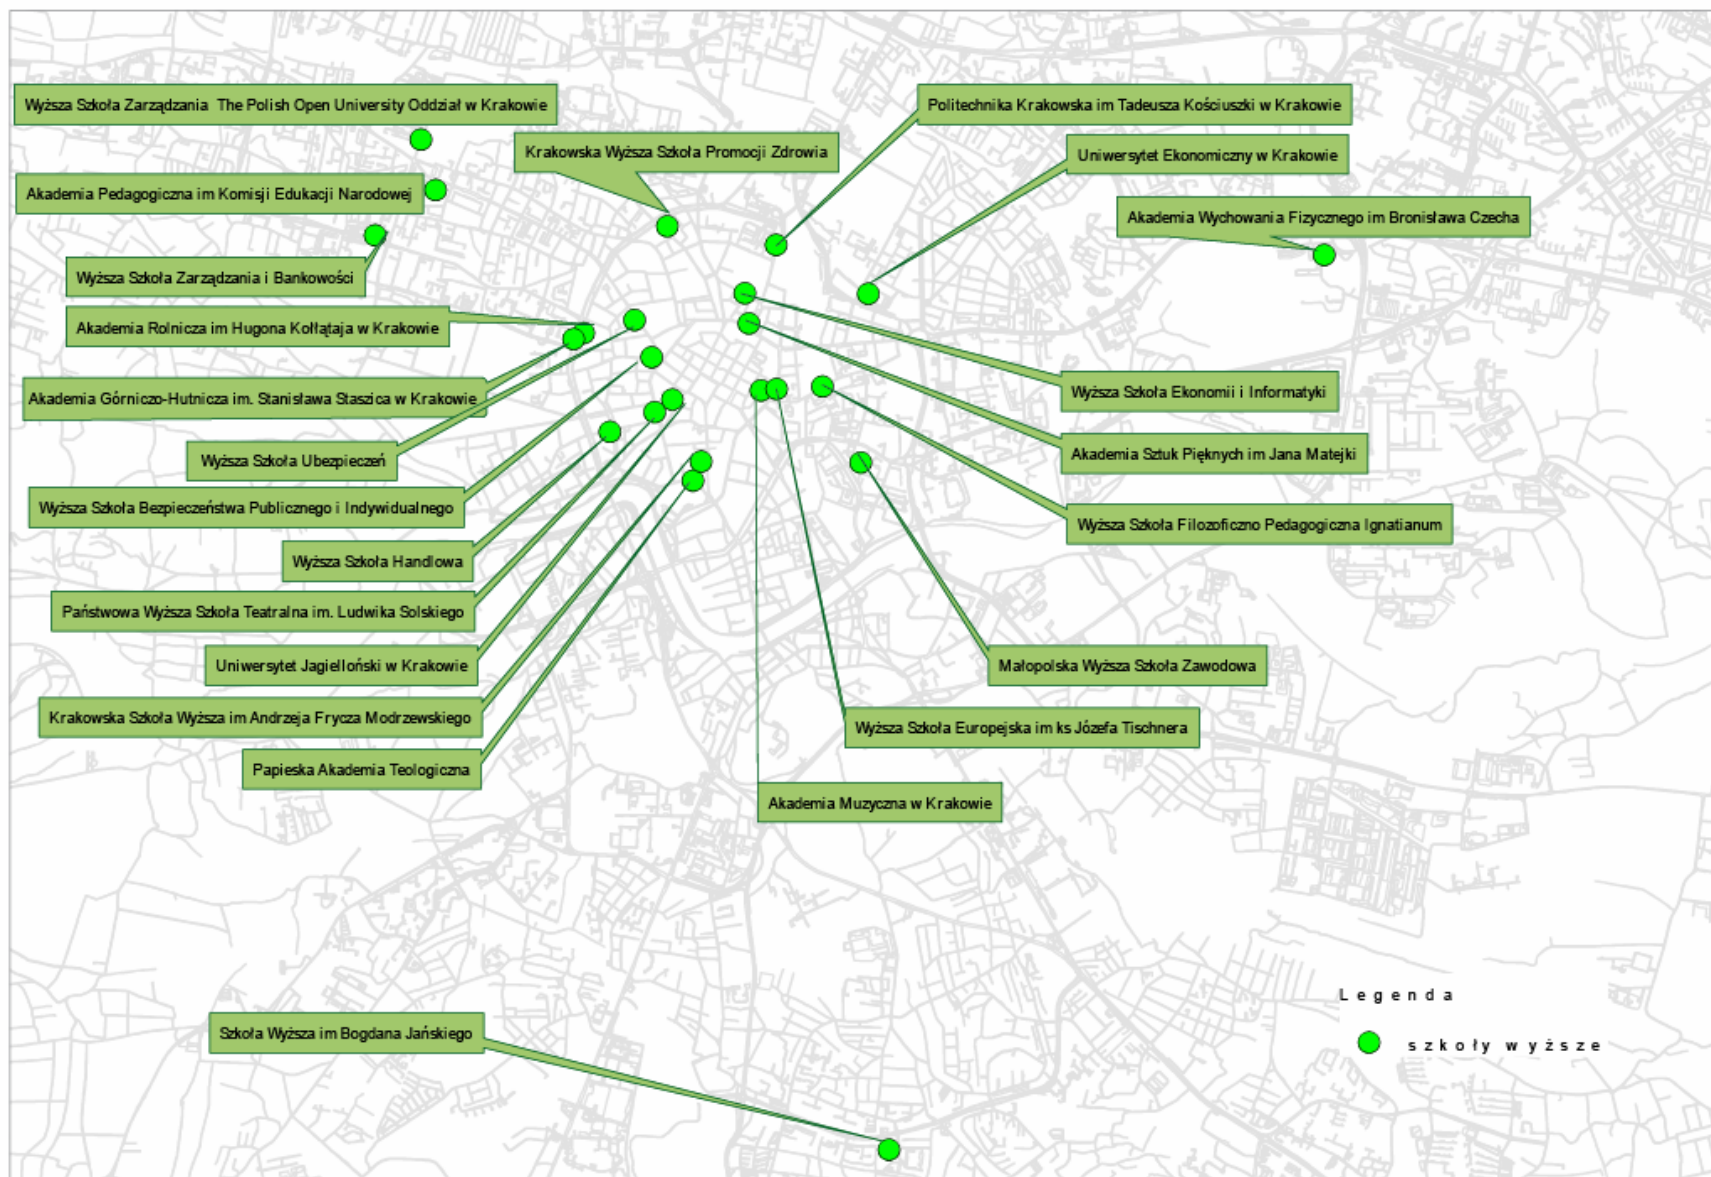 Wyższa Szkoła Zarządzania The Polish Open University Oddział w Krakowie
Politechnika Krakowska im Tadeusza Kościuszki w Krakowie
Krakowska Wyższa Szkoła Promocji Zdrowia
Uniwersytet Ekonomiczny w Krakowie
Akademia Pedagogiczna im Komisji Edukacji Narodowej
Akademia Wychowania Fizycznego im Bronisława Czecha
Wyższa Szkoła Zarządzania i Bankowości
Akademia Rolnicza im Hugona Kołłątaja w Krakowie
Akademia Górniczo-Hutnicza im. Stanisława Staszica w Krakowie
Wyższa Szkoła Ekonomii i Informatyki
Wyższa Szkoła Ubezpieczeń
Akademia Sztuk Pięknych im Jana Matejki
Wyższa Szkoła Bezpieczeństwa Publicznego i Indywidualnego
Wyższa Szkoła Filozoficzno Pedagogiczna Ignatianum
Wyższa Szkoła Handlowa
Państwowa Wyższa Szkoła Teatralna im. Ludwika Solskiego
Uniwersytet Jagielloński w Krakowie
Małopolska Wyższa Szkoła Zawodowa
Krakowska Szkoła Wyższa im Andrzeja Frycza Modrzewskiego
Wyższa Szkoła Europejska im ks Józefa Tischnera
Papieska Akademia Teologiczna
Akademia Muzyczna w Krakowie
Legenda
Szkoła Wyższa im Bogdana Jańskiego
szkoły wyższe